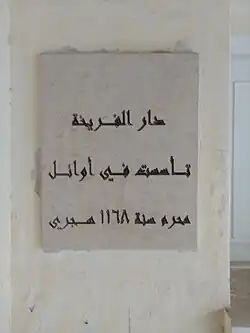 دار الفريخة
تأسست في أوائل
محرم سنة ١١٦٨ هجري